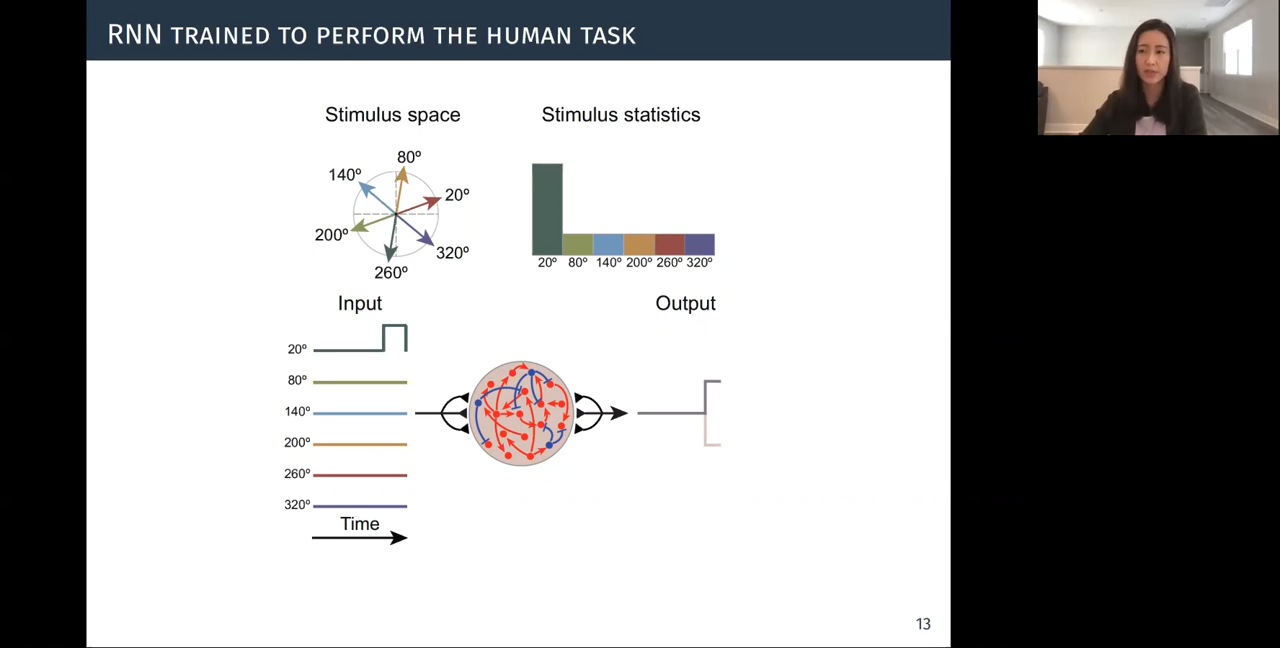 RNN TRAINED TO PERFORM THE HUMAN TASK
Stimulus space
Stimulus statistics
80º
140º
20º
200º
320º
260º
20º 80º 140º 200º 260º 320º
Input
Output
20º
80º
140º
200º
260º
320º
Time
13